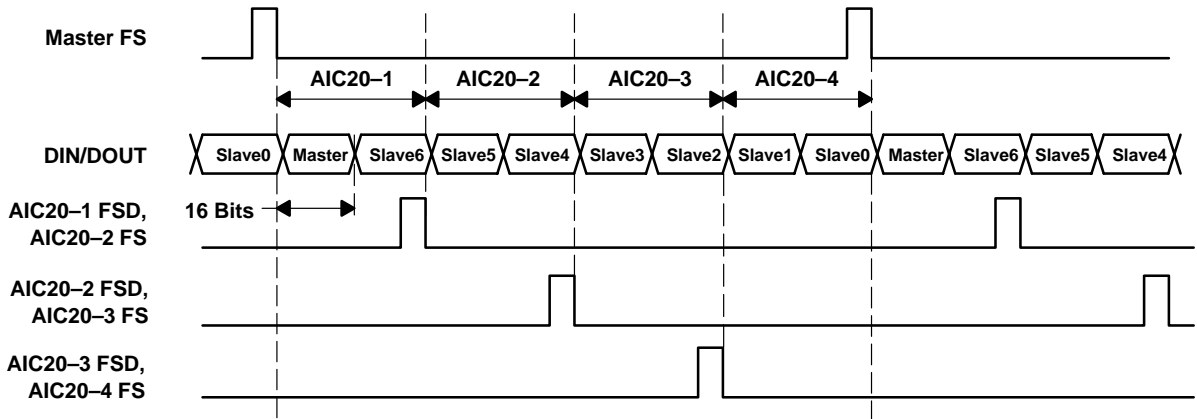 Master FS
AIC20–1 AIC20–2 AIC20–3 AIC20–4
DIN/DOUT Slave0 Master Slave6 Slave5 Slave4 Slave3 Slave2 Slave1 Slave0 Master Slave6 Slave5 Slave4
AIC20–1 FSD,
AIC20–2 FS
16 Bits
AIC20–2 FSD,
AIC20–3 FS
AIC20–3 FSD,
AIC20–4 FS